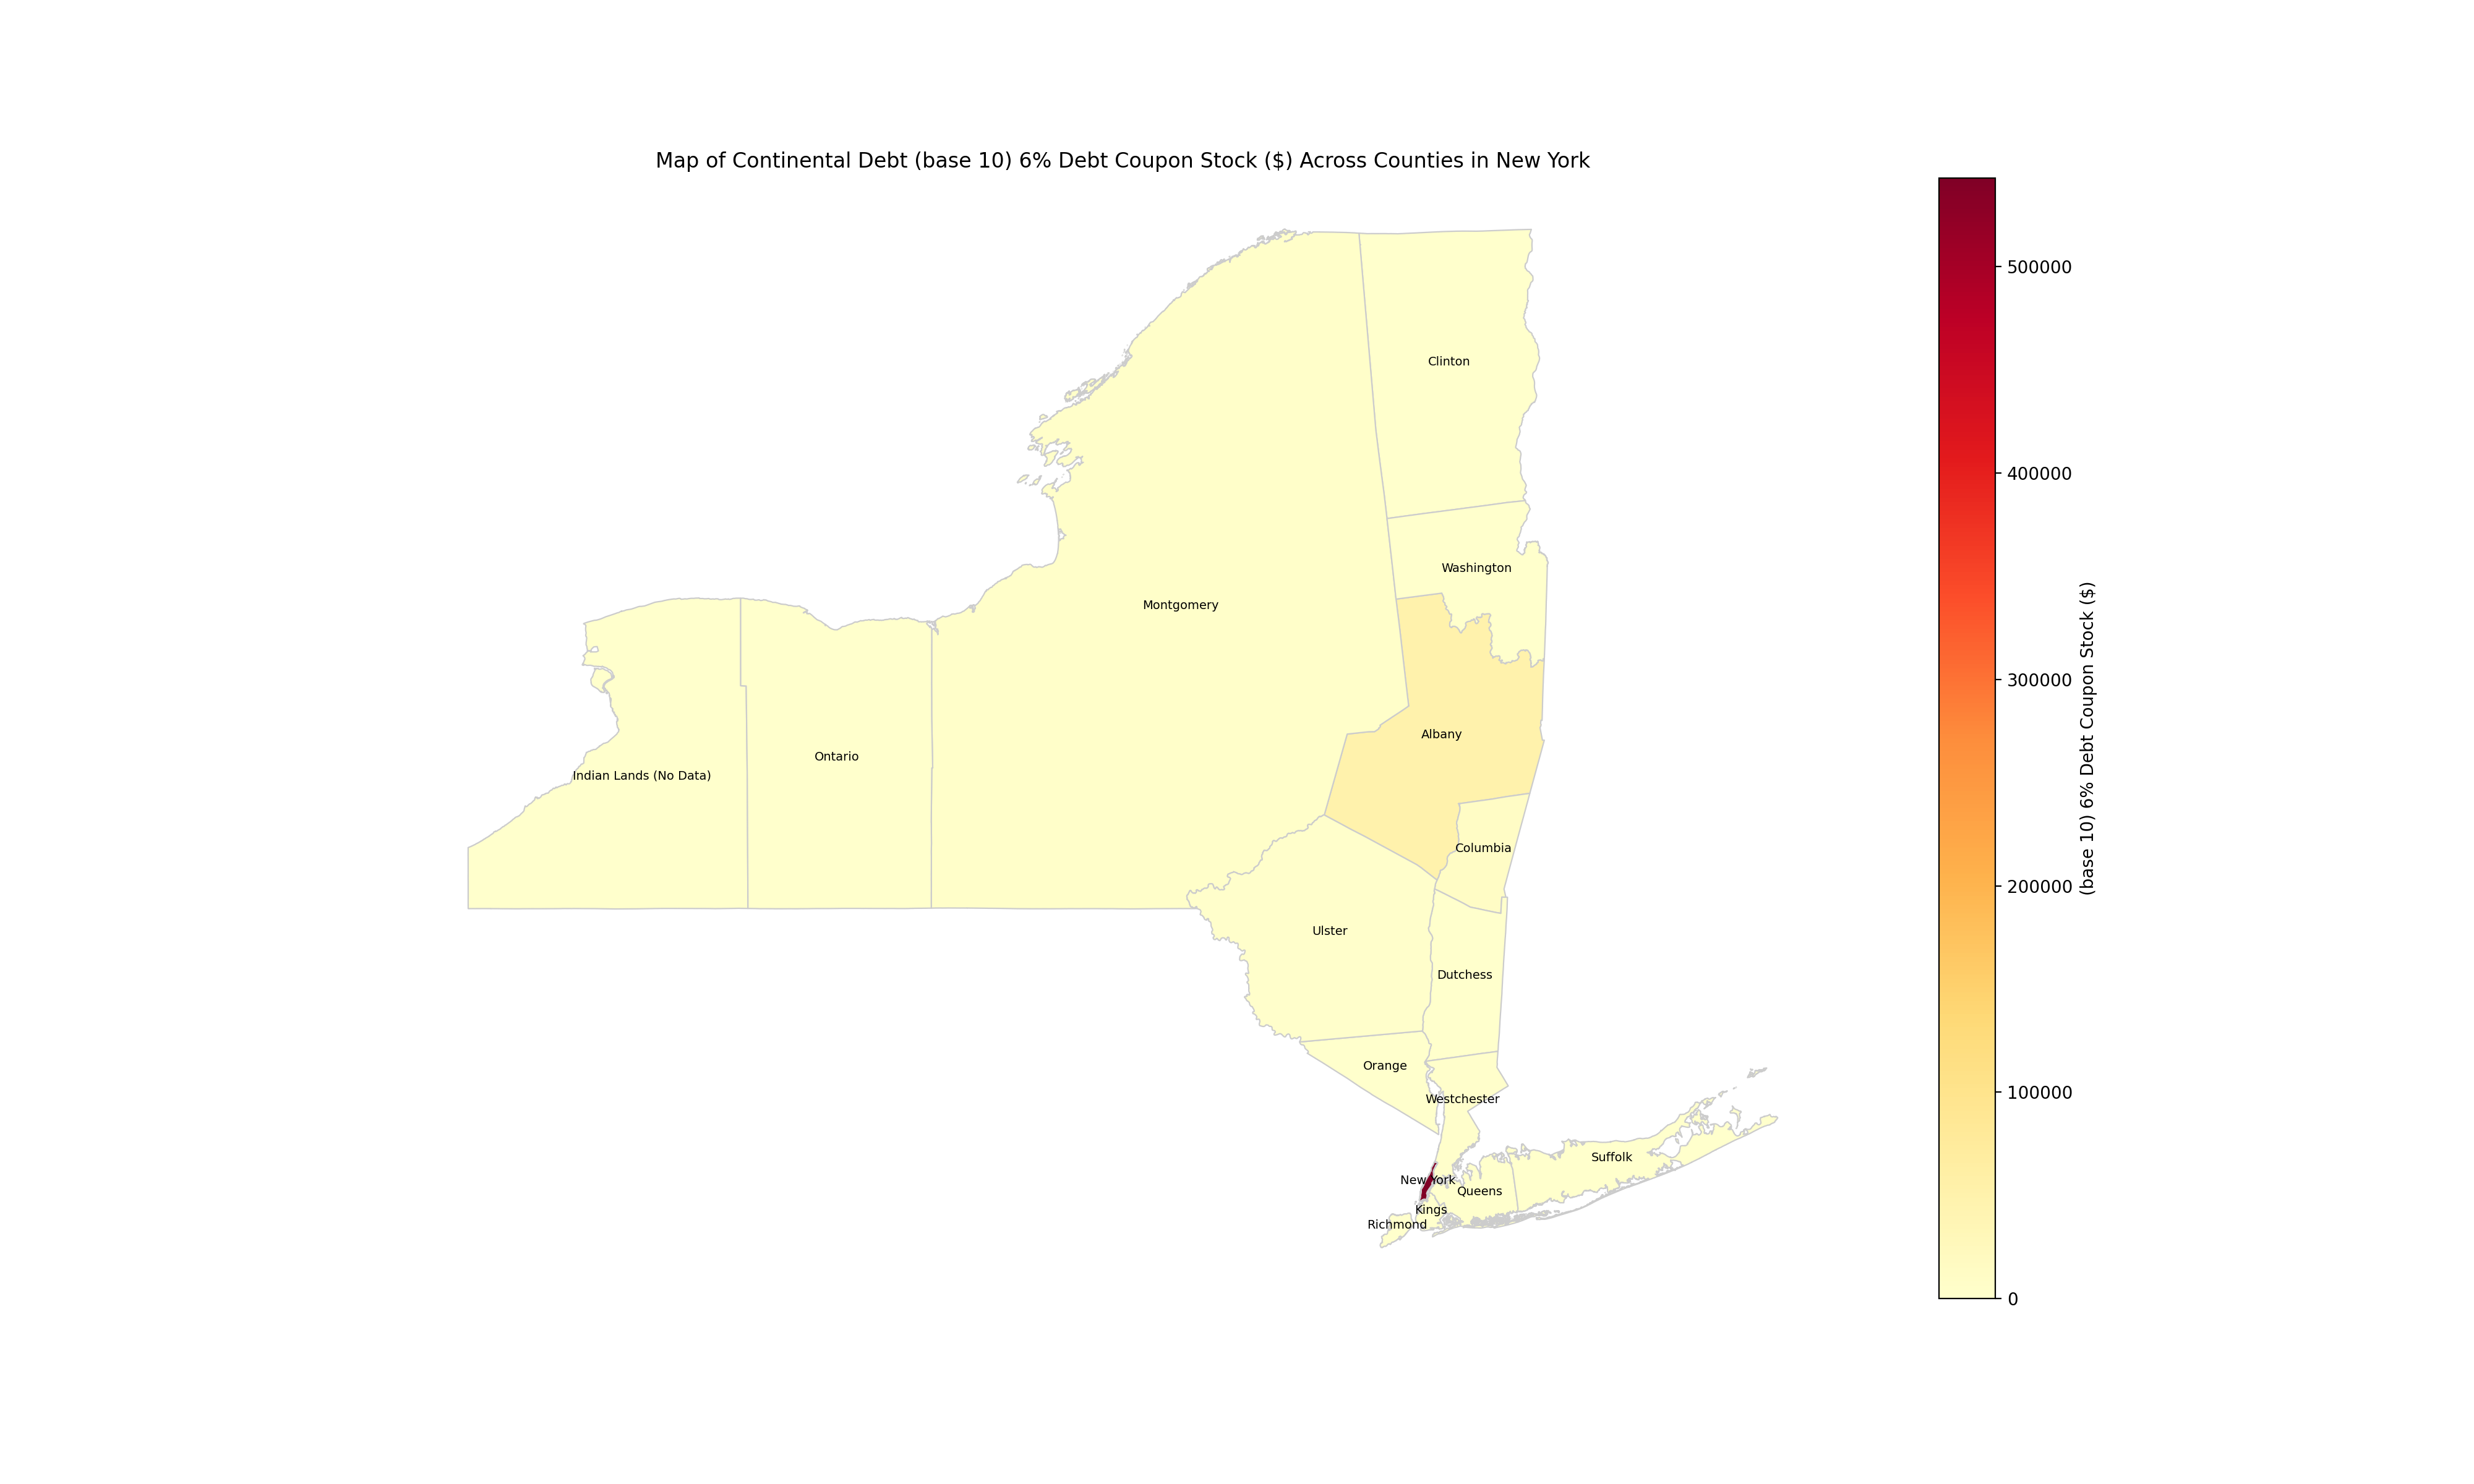 Map of Continental Debt (base 10) 6% Debt Coupon Stock ($) Across Counties in New York
Clinton
Washington
Montgomery
Albany
Ontario
Indian Lands (No Data)
Columbia
Ulster
Dutchess
Orange
Westchester
Suffolk
New York
Queens
Kings
Richmond
500000
400000
300000
200000
100000
0
(base 10) 6% Debt Coupon Stock ($)